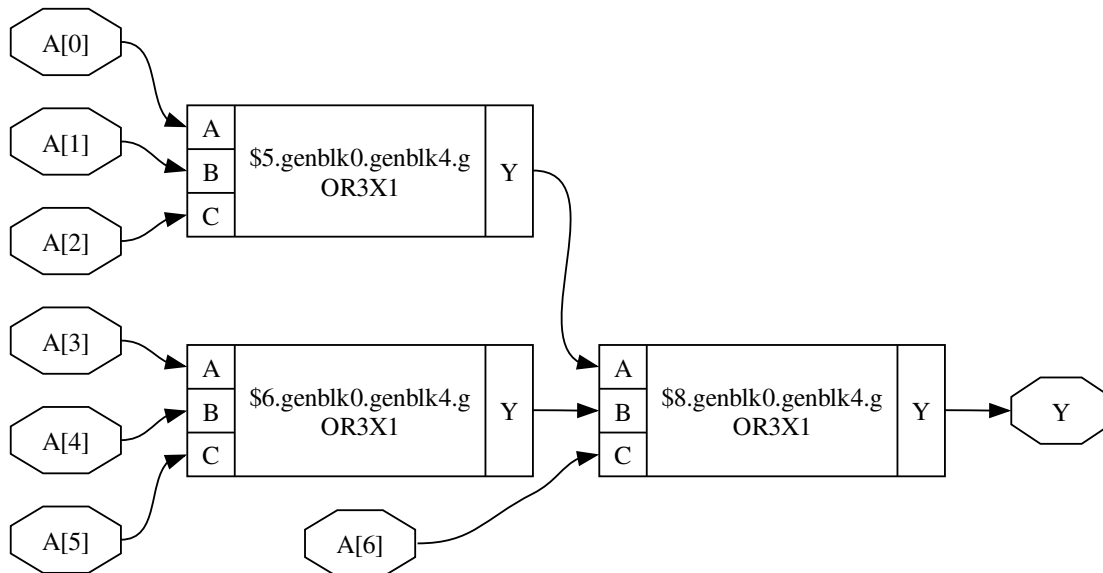 A[0]
A[1]
A[2]
A
B
C
$5.genblk0.genblk4.g
OR3X1
Y
A[3]
A[4]
A[5]
A
B
C
$6.genblk0.genblk4.g
OR3X1
Y
A[6]
A
B
C
$8.genblk0.genblk4.g
OR3X1
Y
Y